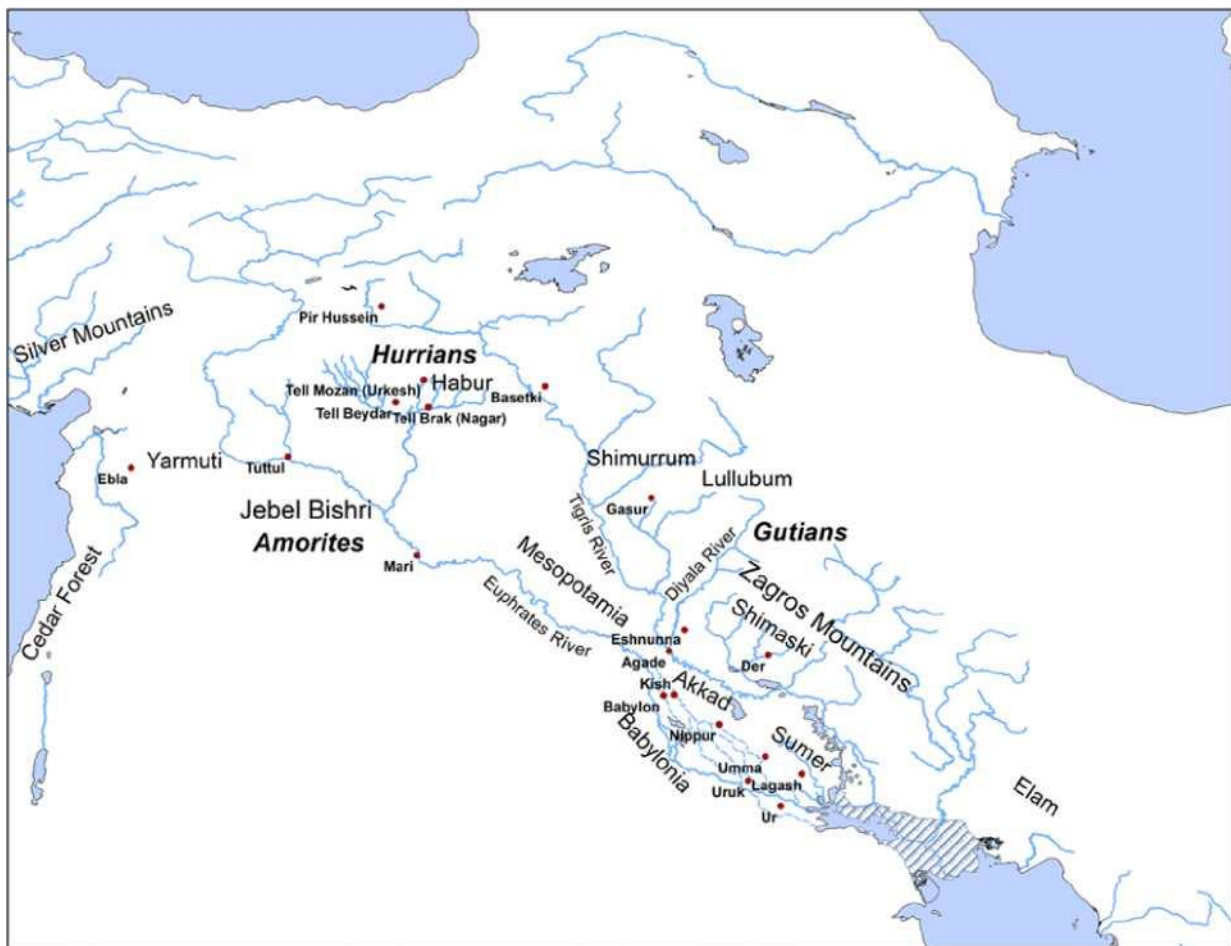 Silver Mountains
Pir Hussein
Hurrians
Habur
Tell Mozan (Urkesh)
Tell Beydar
Tell Brak (Nagar)
Basetki
Ebla
Yarmuti
Tuttul
Shimurrum
Lullubum
Gasur
Jebel Bishri
Amorites
Mari
Tigris River
Diyala River
Gutians
Cedar Forest
Mesopotamia
Euphrates River
Zagros Mountains
Shimaski
Eshnunna
Agade
Der
Kish
Akkad
Babylon
Babylonia
Nippur
Sumer
Umma
Lagash
Uruk
Ur
Elam